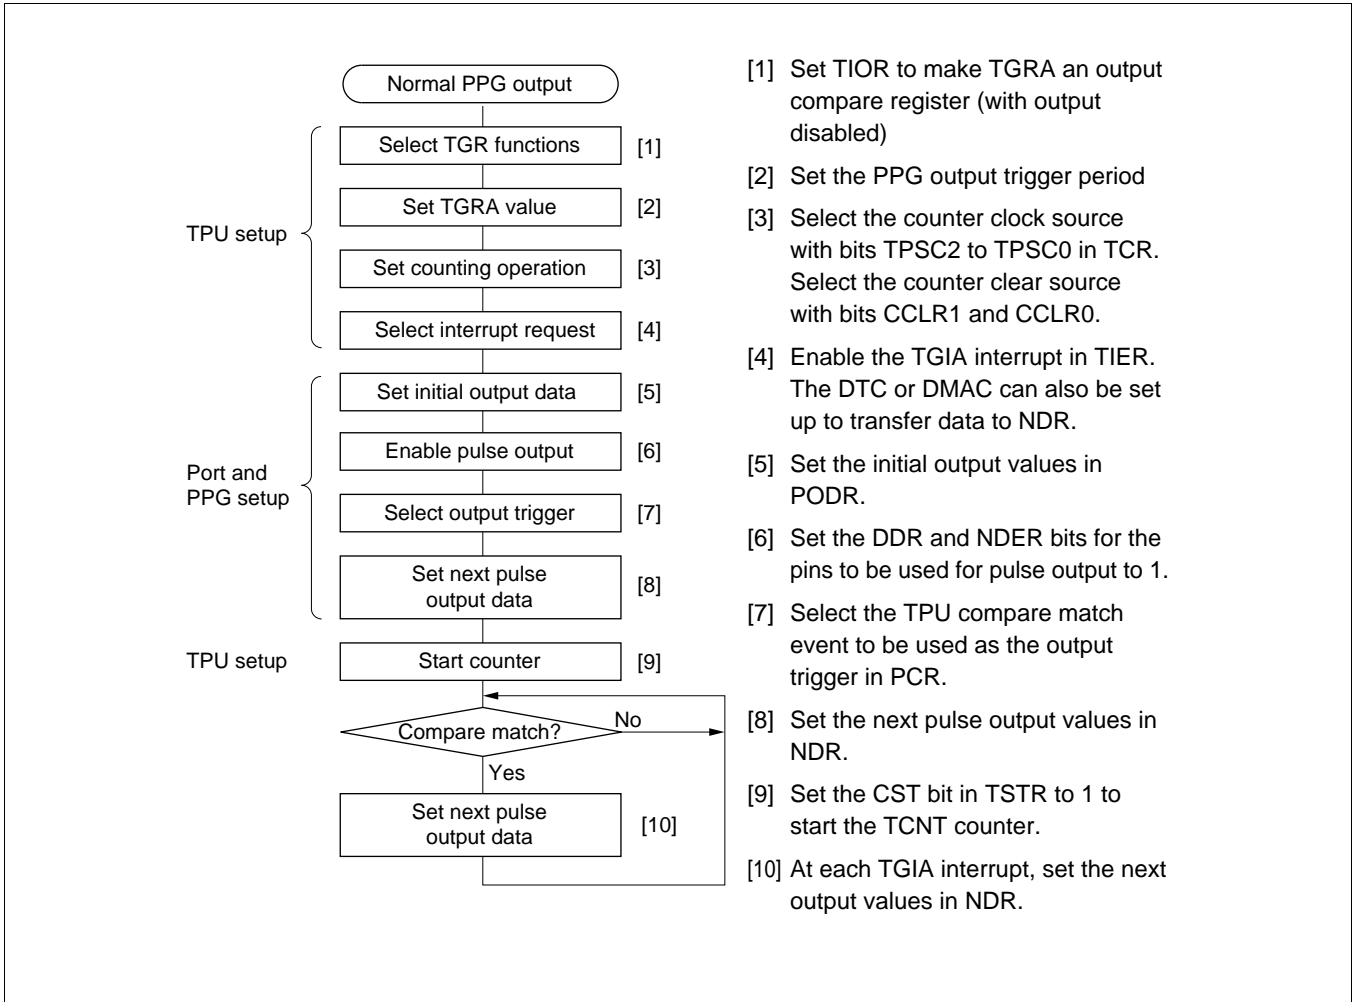 Normal PPG output
Select TGR functions [1]
Set TGRA value [2]
TPU setup
Set counting operation [3]
Select interrupt request [4]
Set initial output data [5]
Enable pulse output [6]
Port and
PPG setup
Select output trigger [7]
Set next pulse
output data
[8]
TPU setup
Start counter [9]
Compare match?
No
Yes
Set next pulse
output data
[10]
[1] Set TIOR to make TGRA an output
compare register (with output
disabled)
[2] Set the PPG output trigger period
[3] Select the counter clock source
with bits TPSC2 to TPSC0 in TCR.
Select the counter clear source
with bits CCLR1 and CCLR0.
[4] Enable the TGIA interrupt in TIER.
The DTC or DMAC can also be set
up to transfer data to NDR.
[5] Set the initial output values in
PODR.
[6] Set the DDR and NDER bits for the
pins to be used for pulse output to 1.
[7] Select the TPU compare match
event to be used as the output
trigger in PCR.
[8] Set the next pulse output values in
NDR.
[9] Set the CST bit in TSTR to 1 to
start the TCNT counter.
[10] At each TGIA interrupt, set the next
output values in NDR.